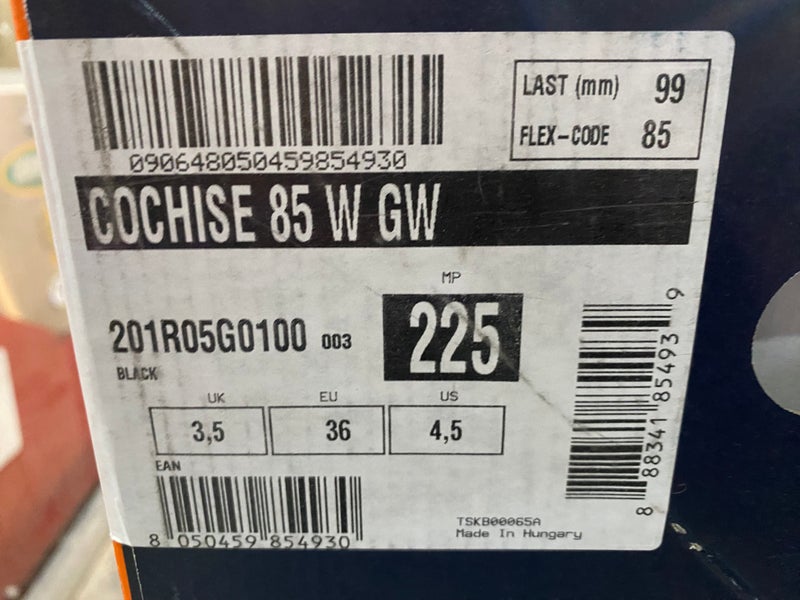 090648050459854930
LAST (mm) 99
FLEX-CODE 85
COCHISE 85 W GW
MP
201R05G0100 003
225
BLACK
UK EU US
3,5 36 4,5
EAN
8 050459 854930
TSKB00065A
Made In Hungary
8 88341 85493 9